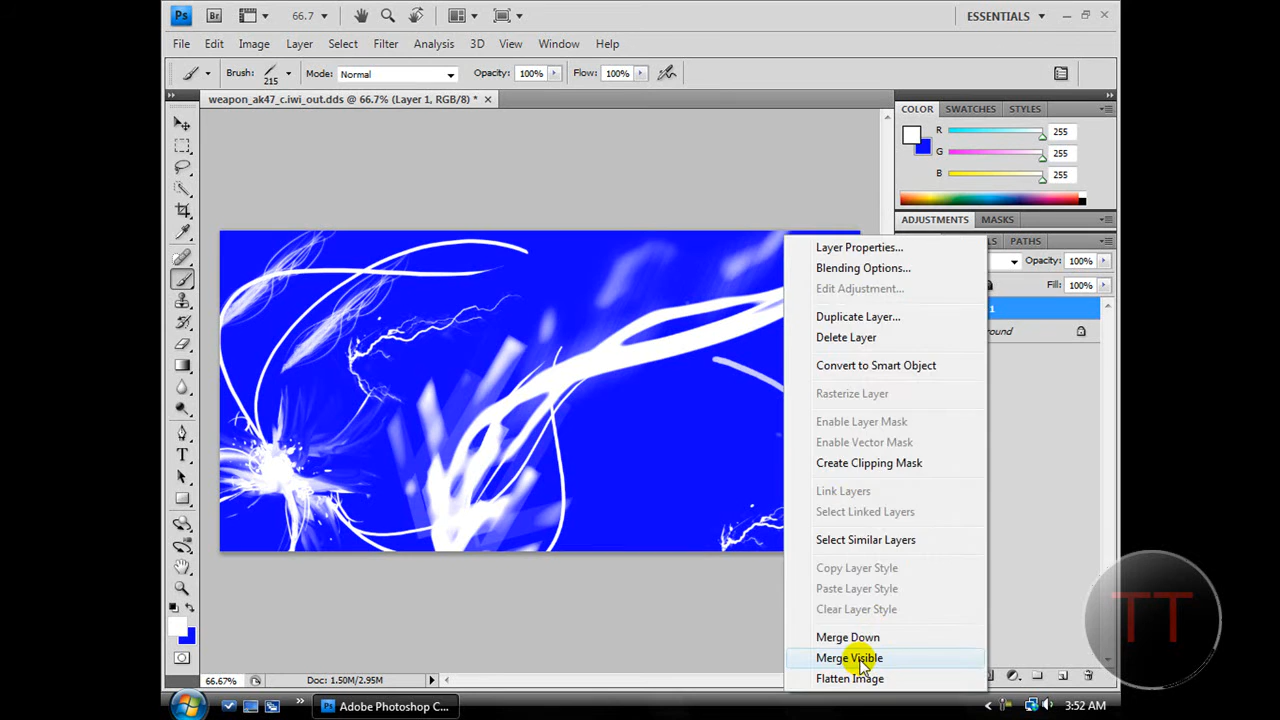 Ps Br 66.7 ESSENTIALS
File Edit Image Layer Select Filter Analysis 3D View Window Help
Brush: 215 Mode: Normal Opacity: 100% Flow: 100%
weapon_ak47_c.iwi_out.dds @ 66.7% (Layer 1, RGB/8) *
COLOR SWATCHES STYLES
R 255
G 255
B 255
ADJUSTMENTS MASKS
PATHS
Opacity: 100%
Fill: 100%
1
ound
Layer Properties...
Blending Options...
Edit Adjustment...
Duplicate Layer...
Delete Layer
Convert to Smart Object
Rasterize Layer
Enable Layer Mask
Enable Vector Mask
Create Clipping Mask
Link Layers
Select Linked Layers
Select Similar Layers
Copy Layer Style
Paste Layer Style
Clear Layer Style
Merge Down
Merge Visible
Flatten Image
TT
66.67% Doc: 1.50M/2.95M
Ps Adobe Photoshop C... 3:52 AM